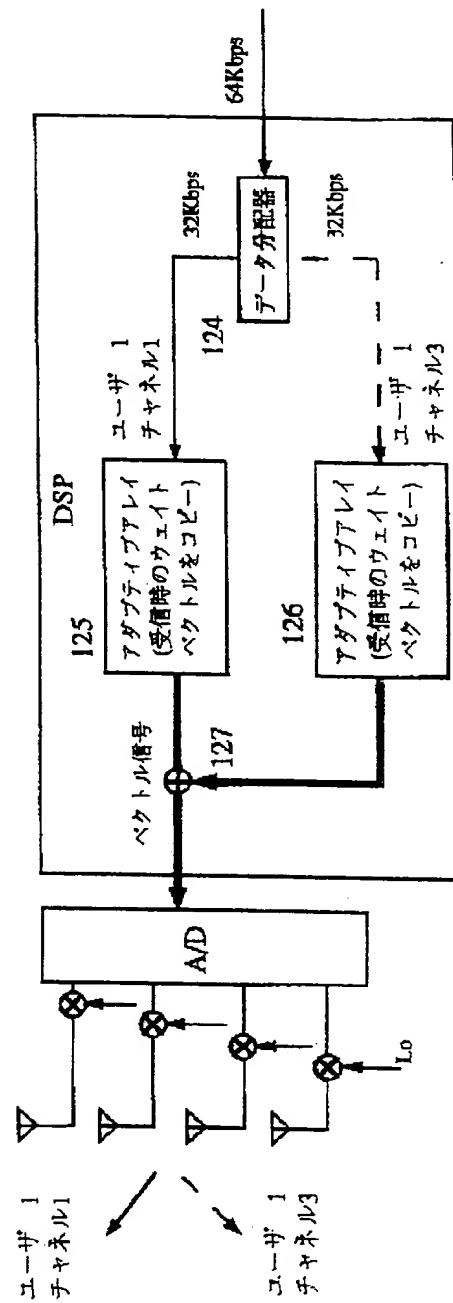 ユーザ 1
チャネル1
ユーザ 1
チャネル3
Lo
A/D
DSP
ベクトル信号
127
125
アダプティブアレイ
(受信時のウェイト
ベクトルをコピー)
126
アダプティブアレイ
(受信時のウェイト
ベクトルをコピー)
ユーザ 1
チャネル1
124
ユーザ 1
チャネル3
32Kbps
データ分配器
32Kbps
64Kbps